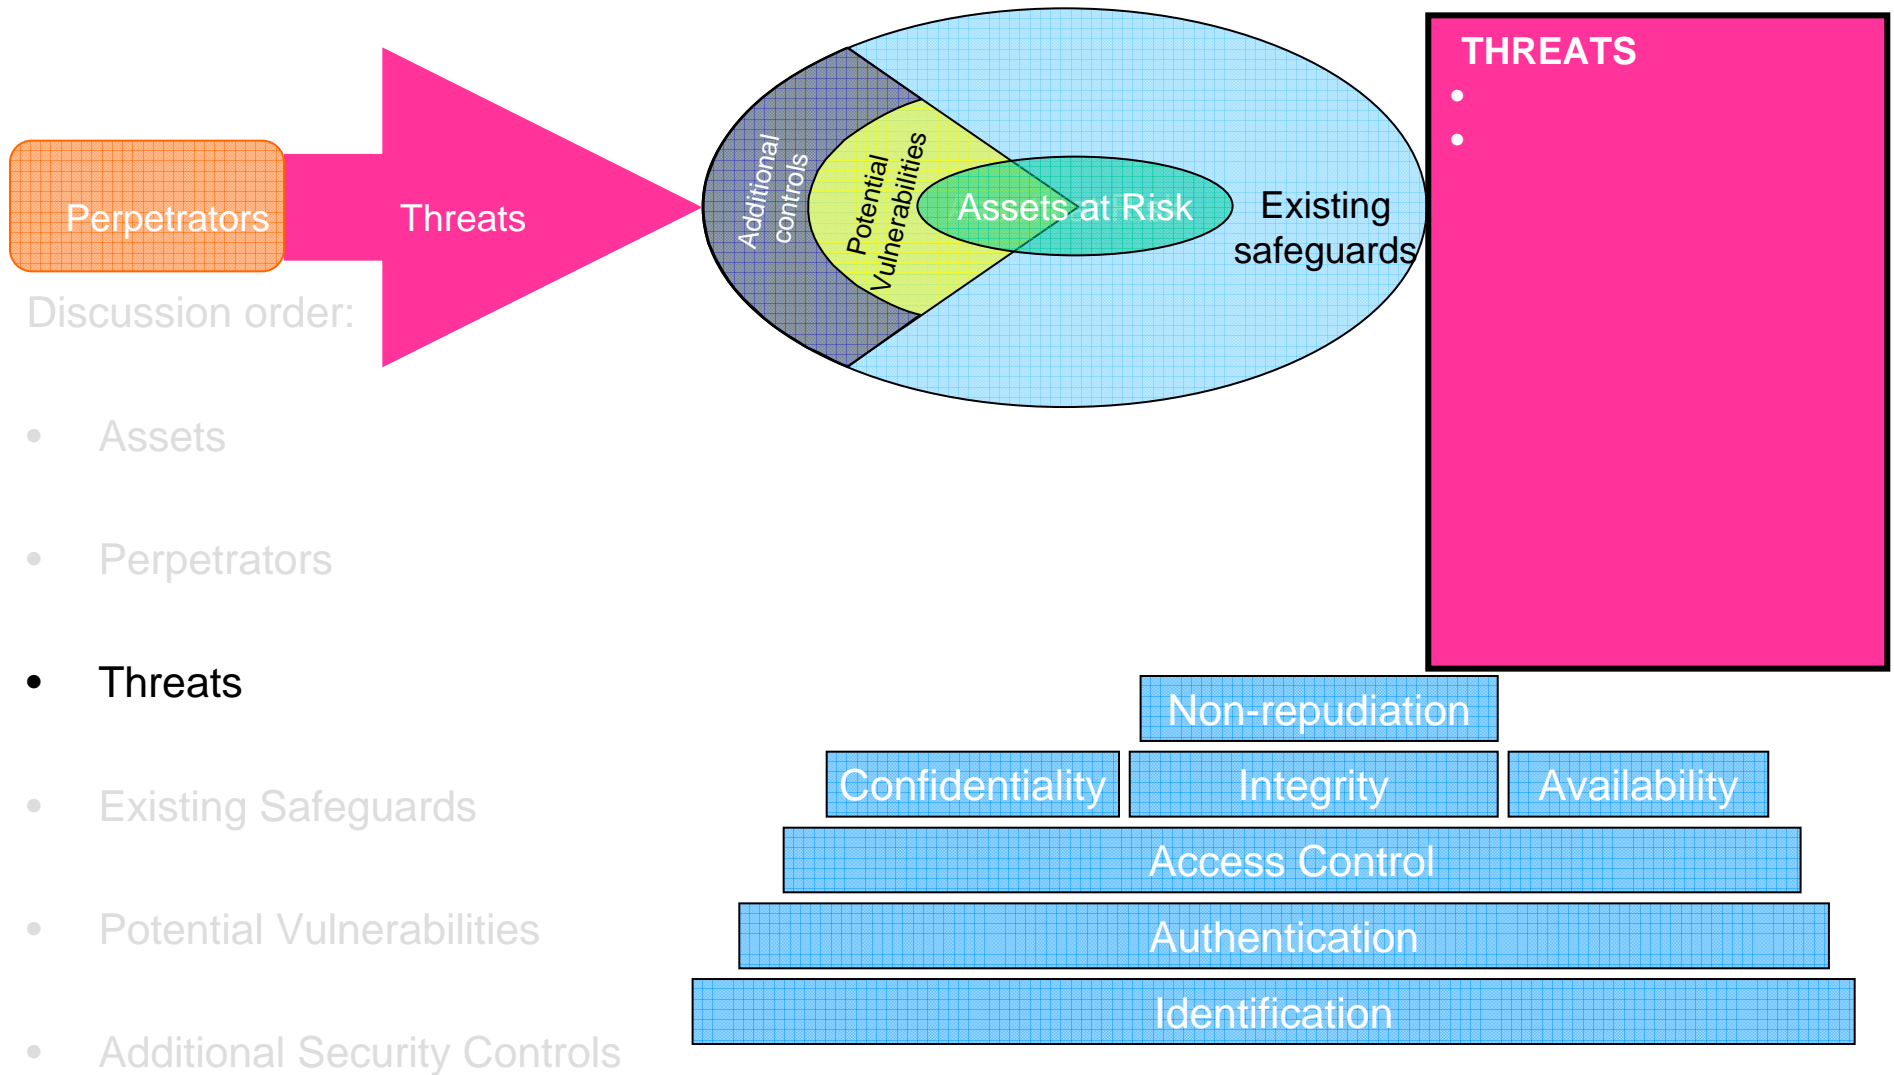 THREATS
•
•
Perpetrators
Threats
Additional
controls
Potential
Vulnerabilities
Assets at Risk
Existing
safeguards
Discussion order:
• Assets
• Perpetrators
• Threats
• Existing Safeguards
• Potential Vulnerabilities
• Additional Security Controls
Non-repudiation
Confidentiality
Integrity
Availability
Access Control
Authentication
Identification